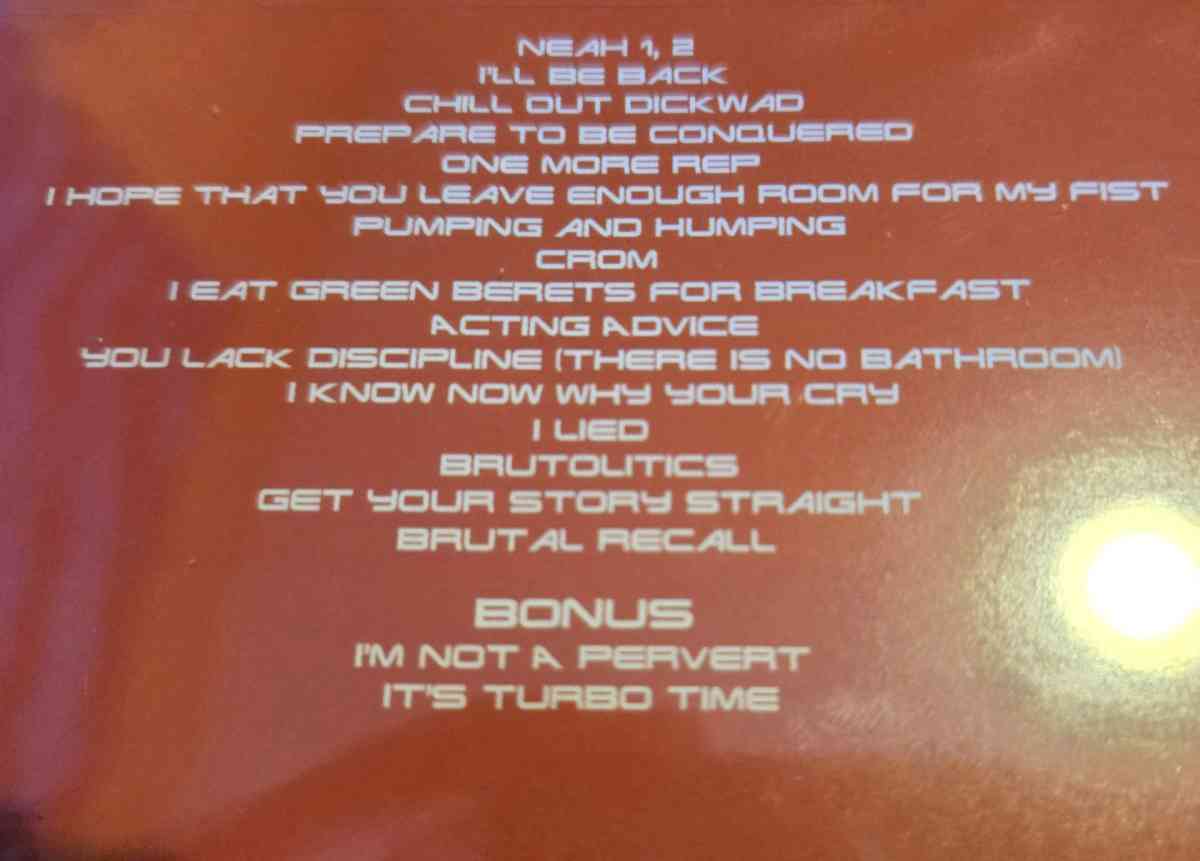 NEAH 1, 2
I'LL BE BACK
CHILL OUT DICKWAD
PREPARE TO BE CONQUERED
ONE MORE REP
I HOPE THAT YOU LEAVE ENOUGH ROOM FOR MY FIST
PUMPING AND HUMPING
CROM
I EAT GREEN BERETS FOR BREAKFAST
ACTING ADVICE
YOU LACK DISCIPLINE (THERE IS NO BATHROOM)
I KNOW NOW WHY YOUR CRY
I LIED
BRUTOLITICS
GET YOUR STORY STRAIGHT
BRUTAL RECALL
BONUS
I'M NOT A PERVERT
IT'S TURBO TIME